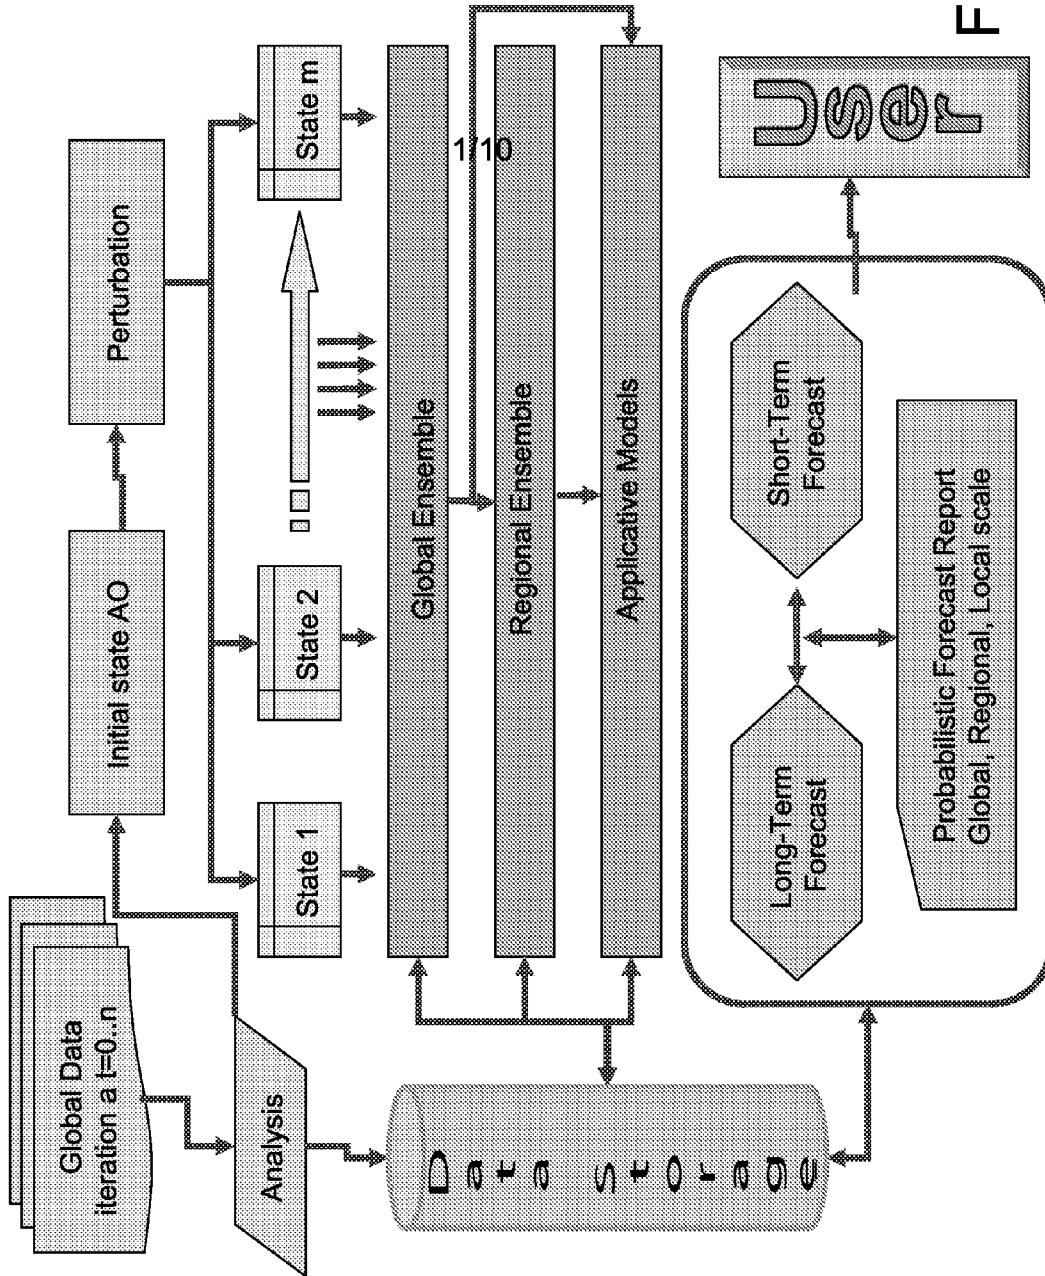 Global Data
iteration a t=0..n
Initial state AO
Perturbation
Analysis
State 1
State 2
State m
Global Ensemble
1/10
Regional Ensemble
Applicative Models
Data Storage
Long-Term
Forecast
Short-Term
Forecast
Probabilistic Forecast Report
Global, Regional, Local scale
User
F